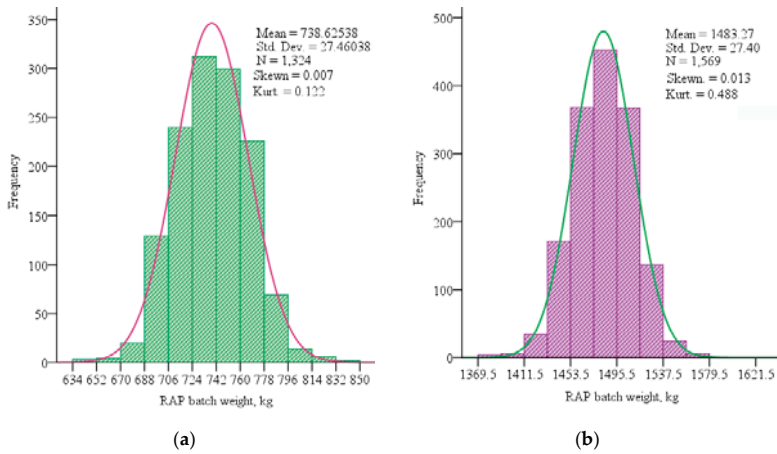 350
300
250
200
150
100
50
0
Frequency
Mean = 738.62538
Std. Dev. = 27.46038
N = 1,324
Skewn = 0.007
Kurt. = 0.122
634 652 670 688 706 724 742 760 778 796 814 832 850
RAP batch weight, kg
(a)
500
400
300
200
100
0
Frequency
Mean = 1483.27
Std. Dev. = 27.40
N = 1,569
Skewn. = 0.013
Kurt. = 0.488
1369.5 1411.5 1453.5 1495.5 1537.5 1579.5 1621.5
RAP batch weight, kg
(b)